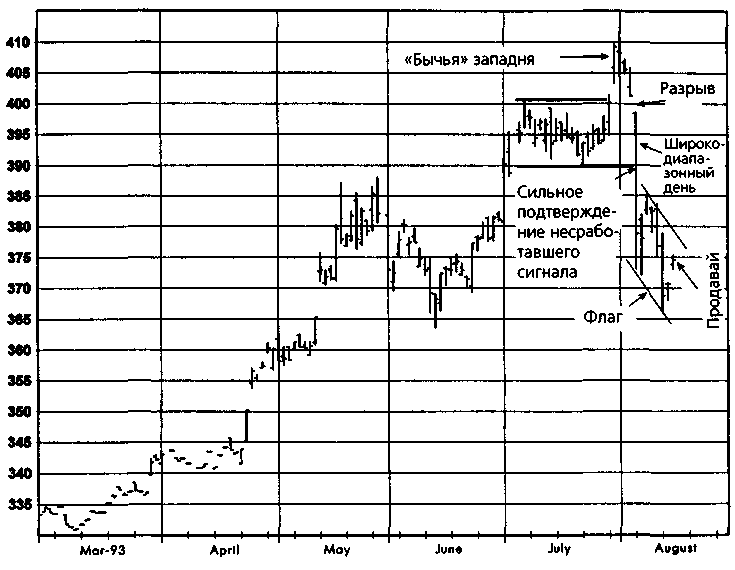 410
405
400
395
390
385
380
375
370
365
360
355
350
345
340
335
«Бычья» западня
Разрыв
Широко-
диапа-
зонный
день
Сильное
подтвержде-
ние несрабо-
тавшего
сигнала
Флаг
Продавай
Mar-93 April May June July August